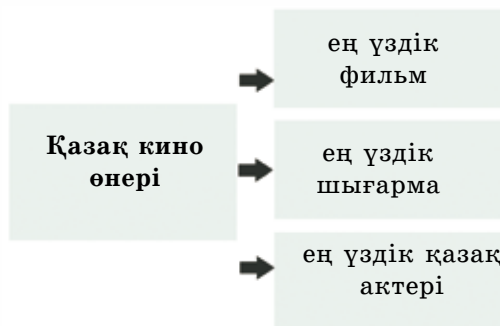 Қазақ кино
өнері
ең үздік
фильм
ең үздік
шығарма
ең үздік қазақ
актері